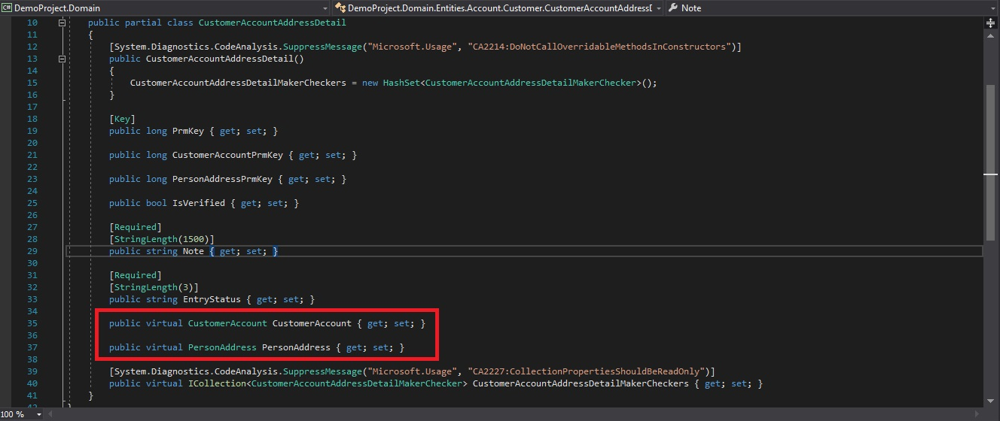 DemoProject.Domain DemoProject.Domain.Entities.Account.Customer.CustomerAccountAddressD Note
10 public partial class CustomerAccountAddressDetail
11 {
12 [System.Diagnostics.CodeAnalysis.SuppressMessage("Microsoft.Usage", "CA2214:DoNotCallOverridableMethodsInConstructors")]
13 public CustomerAccountAddressDetail()
14 {
15 CustomerAccountAddressDetailMakerCheckers = new HashSet<CustomerAccountAddressDetailMakerChecker>();
16 }
17
18 [Key]
19 public long PrmKey { get; set; }
20
21 public long CustomerAccountPrmKey { get; set; }
22
23 public long PersonAddressPrmKey { get; set; }
24
25 public bool IsVerified { get; set; }
26
27 [Required]
28 [StringLength(1500)]
29 public string Note { get; set; }
30
31 [Required]
32 [StringLength(3)]
33 public string EntryStatus { get; set; }
34
35 public virtual CustomerAccount CustomerAccount { get; set; }
36
37 public virtual PersonAddress PersonAddress { get; set; }
38
39 [System.Diagnostics.CodeAnalysis.SuppressMessage("Microsoft.Usage", "CA2227:CollectionPropertiesShouldBeReadOnly")]
40 public virtual ICollection<CustomerAccountAddressDetailMakerChecker> CustomerAccountAddressDetailMakerCheckers { get; set; }
41 }
42 }
100 %